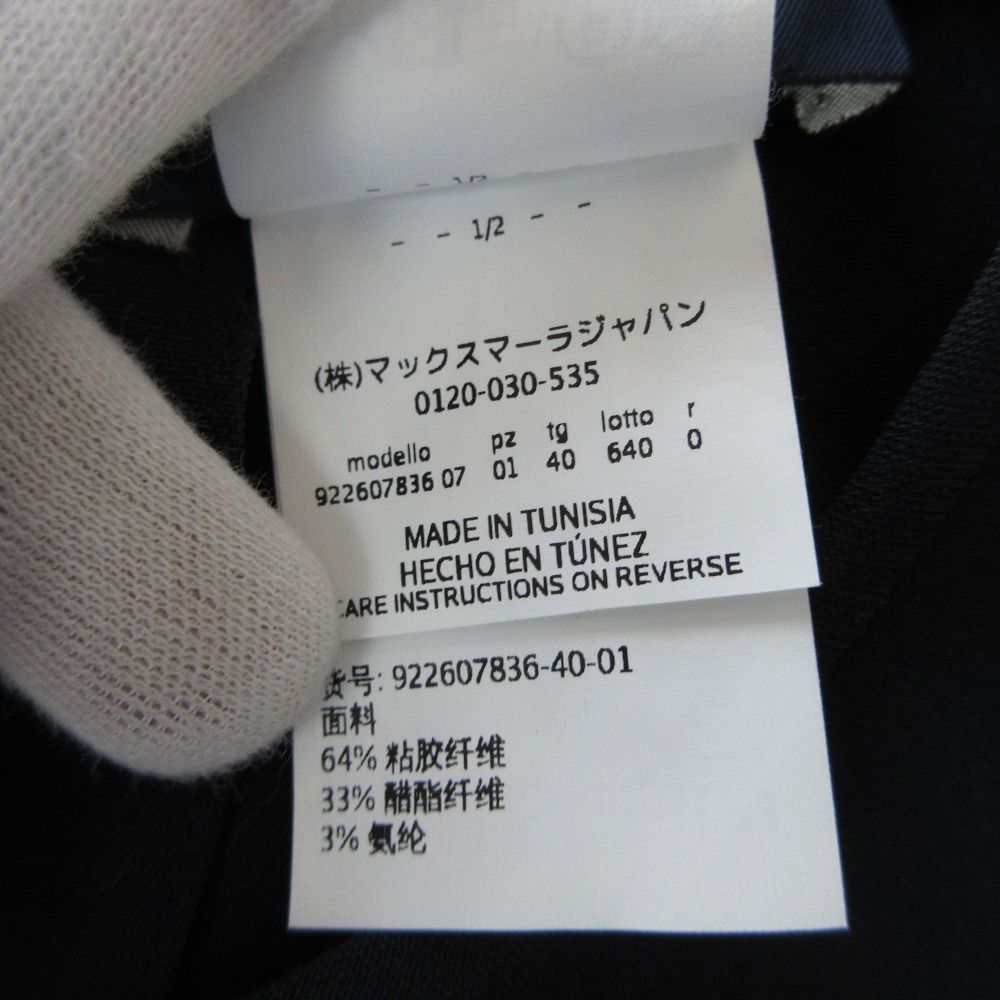 - - 1/2 - -
(株)マックスマーラジャパン
0120-030-535
modello pz tg lotto r
922607836 07 01 40 640 0
MADE IN TUNISIA
HECHO EN TÚNEZ
CARE INSTRUCTIONS ON REVERSE
货号: 922607836-40-01
面料
64% 粘胶纤维
33% 醋酯纤维
3% 氨纶